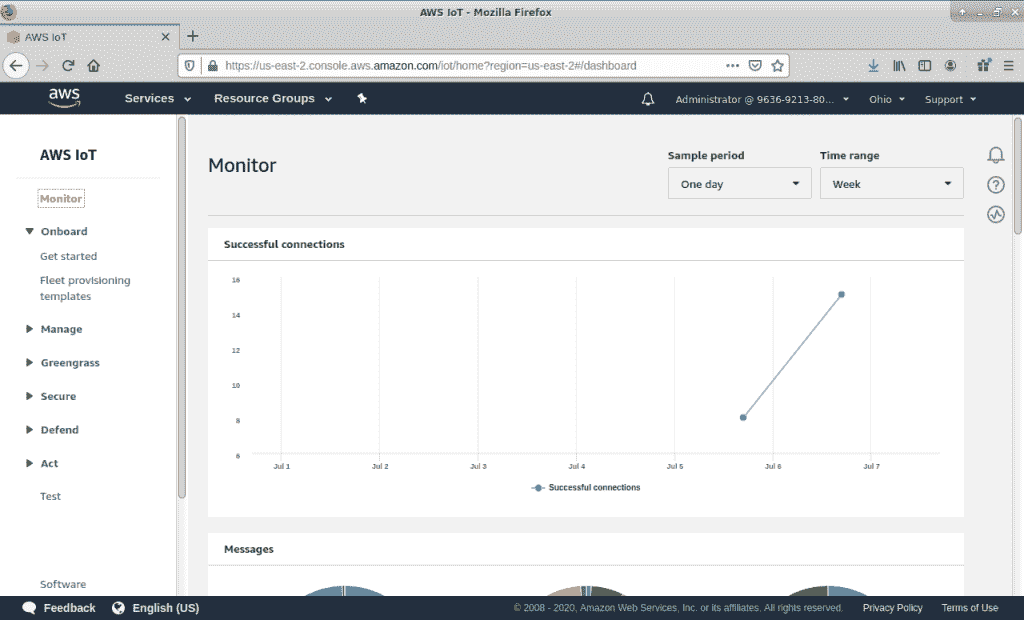 AWS IoT - Mozilla Firefox
AWS IoT
https://us-east-2.console.aws.amazon.com/iot/home?region=us-east-2#/dashboard
aws Services Resource Groups Administrator @ 9636-9213-80... Ohio Support
AWS IoT
Monitor
Onboard
Get started
Fleet provisioning
templates
Manage
Greengrass
Secure
Defend
Act
Test
Software
Monitor
Sample period Time range
One day Week
Successful connections
16
14
12
10
8
6
Jul 1 Jul 2 Jul 3 Jul 4 Jul 5 Jul 6 Jul 7
Successful connections
Messages
Feedback English (US) © 2008 - 2020, Amazon Web Services, Inc. or its affiliates. All rights reserved. Privacy Policy Terms of Use